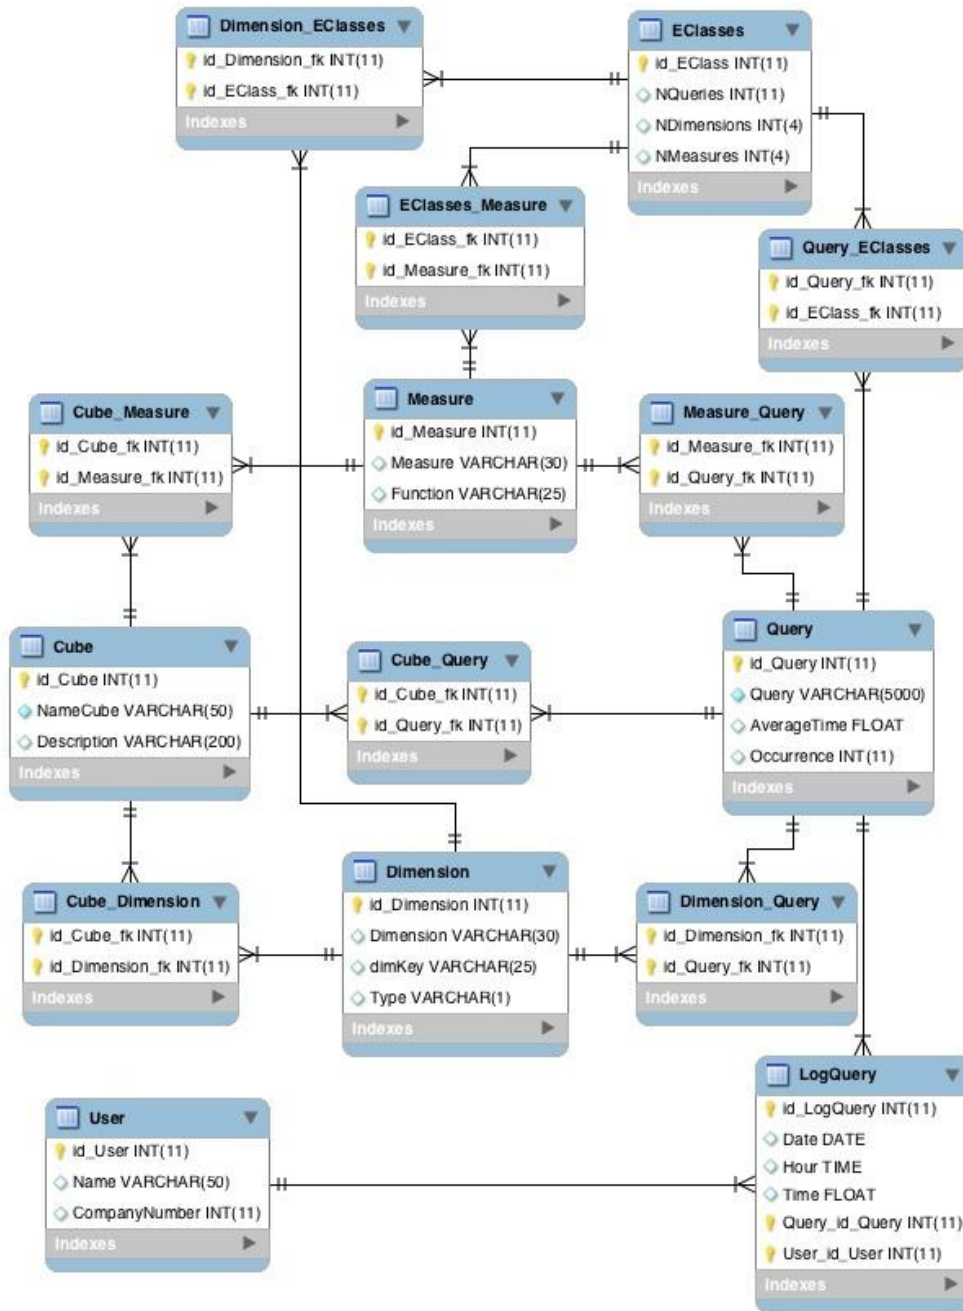 Dimension_EClasses
id_Dimension_fk INT(11)
id_EClass_fk INT(11)
Indexes
EClasses
id_EClass INT(11)
NQueries INT(11)
NDimensions INT(4)
NMeasures INT(4)
Indexes
EClasses_Measure
id_EClass_fk INT(11)
id_Measure_fk INT(11)
Indexes
Query_EClasses
id_Query_fk INT(11)
id_EClass_fk INT(11)
Indexes
Cube_Measure
id_Cube_fk INT(11)
id_Measure_fk INT(11)
Indexes
Measure
id_Measure INT(11)
Measure VARCHAR(30)
Function VARCHAR(25)
Indexes
Measure_Query
id_Measure_fk INT(11)
id_Query_fk INT(11)
Indexes
Cube
id_Cube INT(11)
NameCube VARCHAR(50)
Description VARCHAR(200)
Indexes
Cube_Query
id_Cube_fk INT(11)
id_Query_fk INT(11)
Indexes
Query
id_Query INT(11)
Query VARCHAR(5000)
AverageTime FLOAT
Occurrence INT(11)
Indexes
Cube_Dimension
id_Cube_fk INT(11)
id_Dimension_fk INT(11)
Indexes
Dimension
id_Dimension INT(11)
Dimension VARCHAR(30)
dimKey VARCHAR(25)
Type VARCHAR(1)
Indexes
Dimension_Query
id_Dimension_fk INT(11)
id_Query_fk INT(11)
Indexes
User
id_User INT(11)
Name VARCHAR(50)
CompanyNumber INT(11)
Indexes
LogQuery
id_LogQuery INT(11)
Date DATE
Hour TIME
Time FLOAT
Query_id_Query INT(11)
User_id_User INT(11)
Indexes